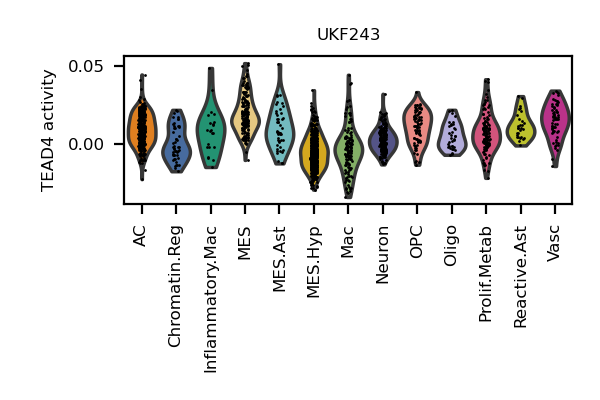 UKF243
TEAD4 activity
0.05
0.00
AC
Chromatin.Reg
Inflammatory.Mac
MES
MES.Ast
MES.Hyp
Mac
Neuron
OPC
Oligo
Prolif.Metab
Reactive.Ast
Vasc